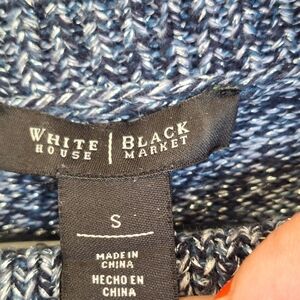 WHITE | BLACK
HOUSE | MARKET
S
MADE IN
CHINA
HECHO EN
CHINA